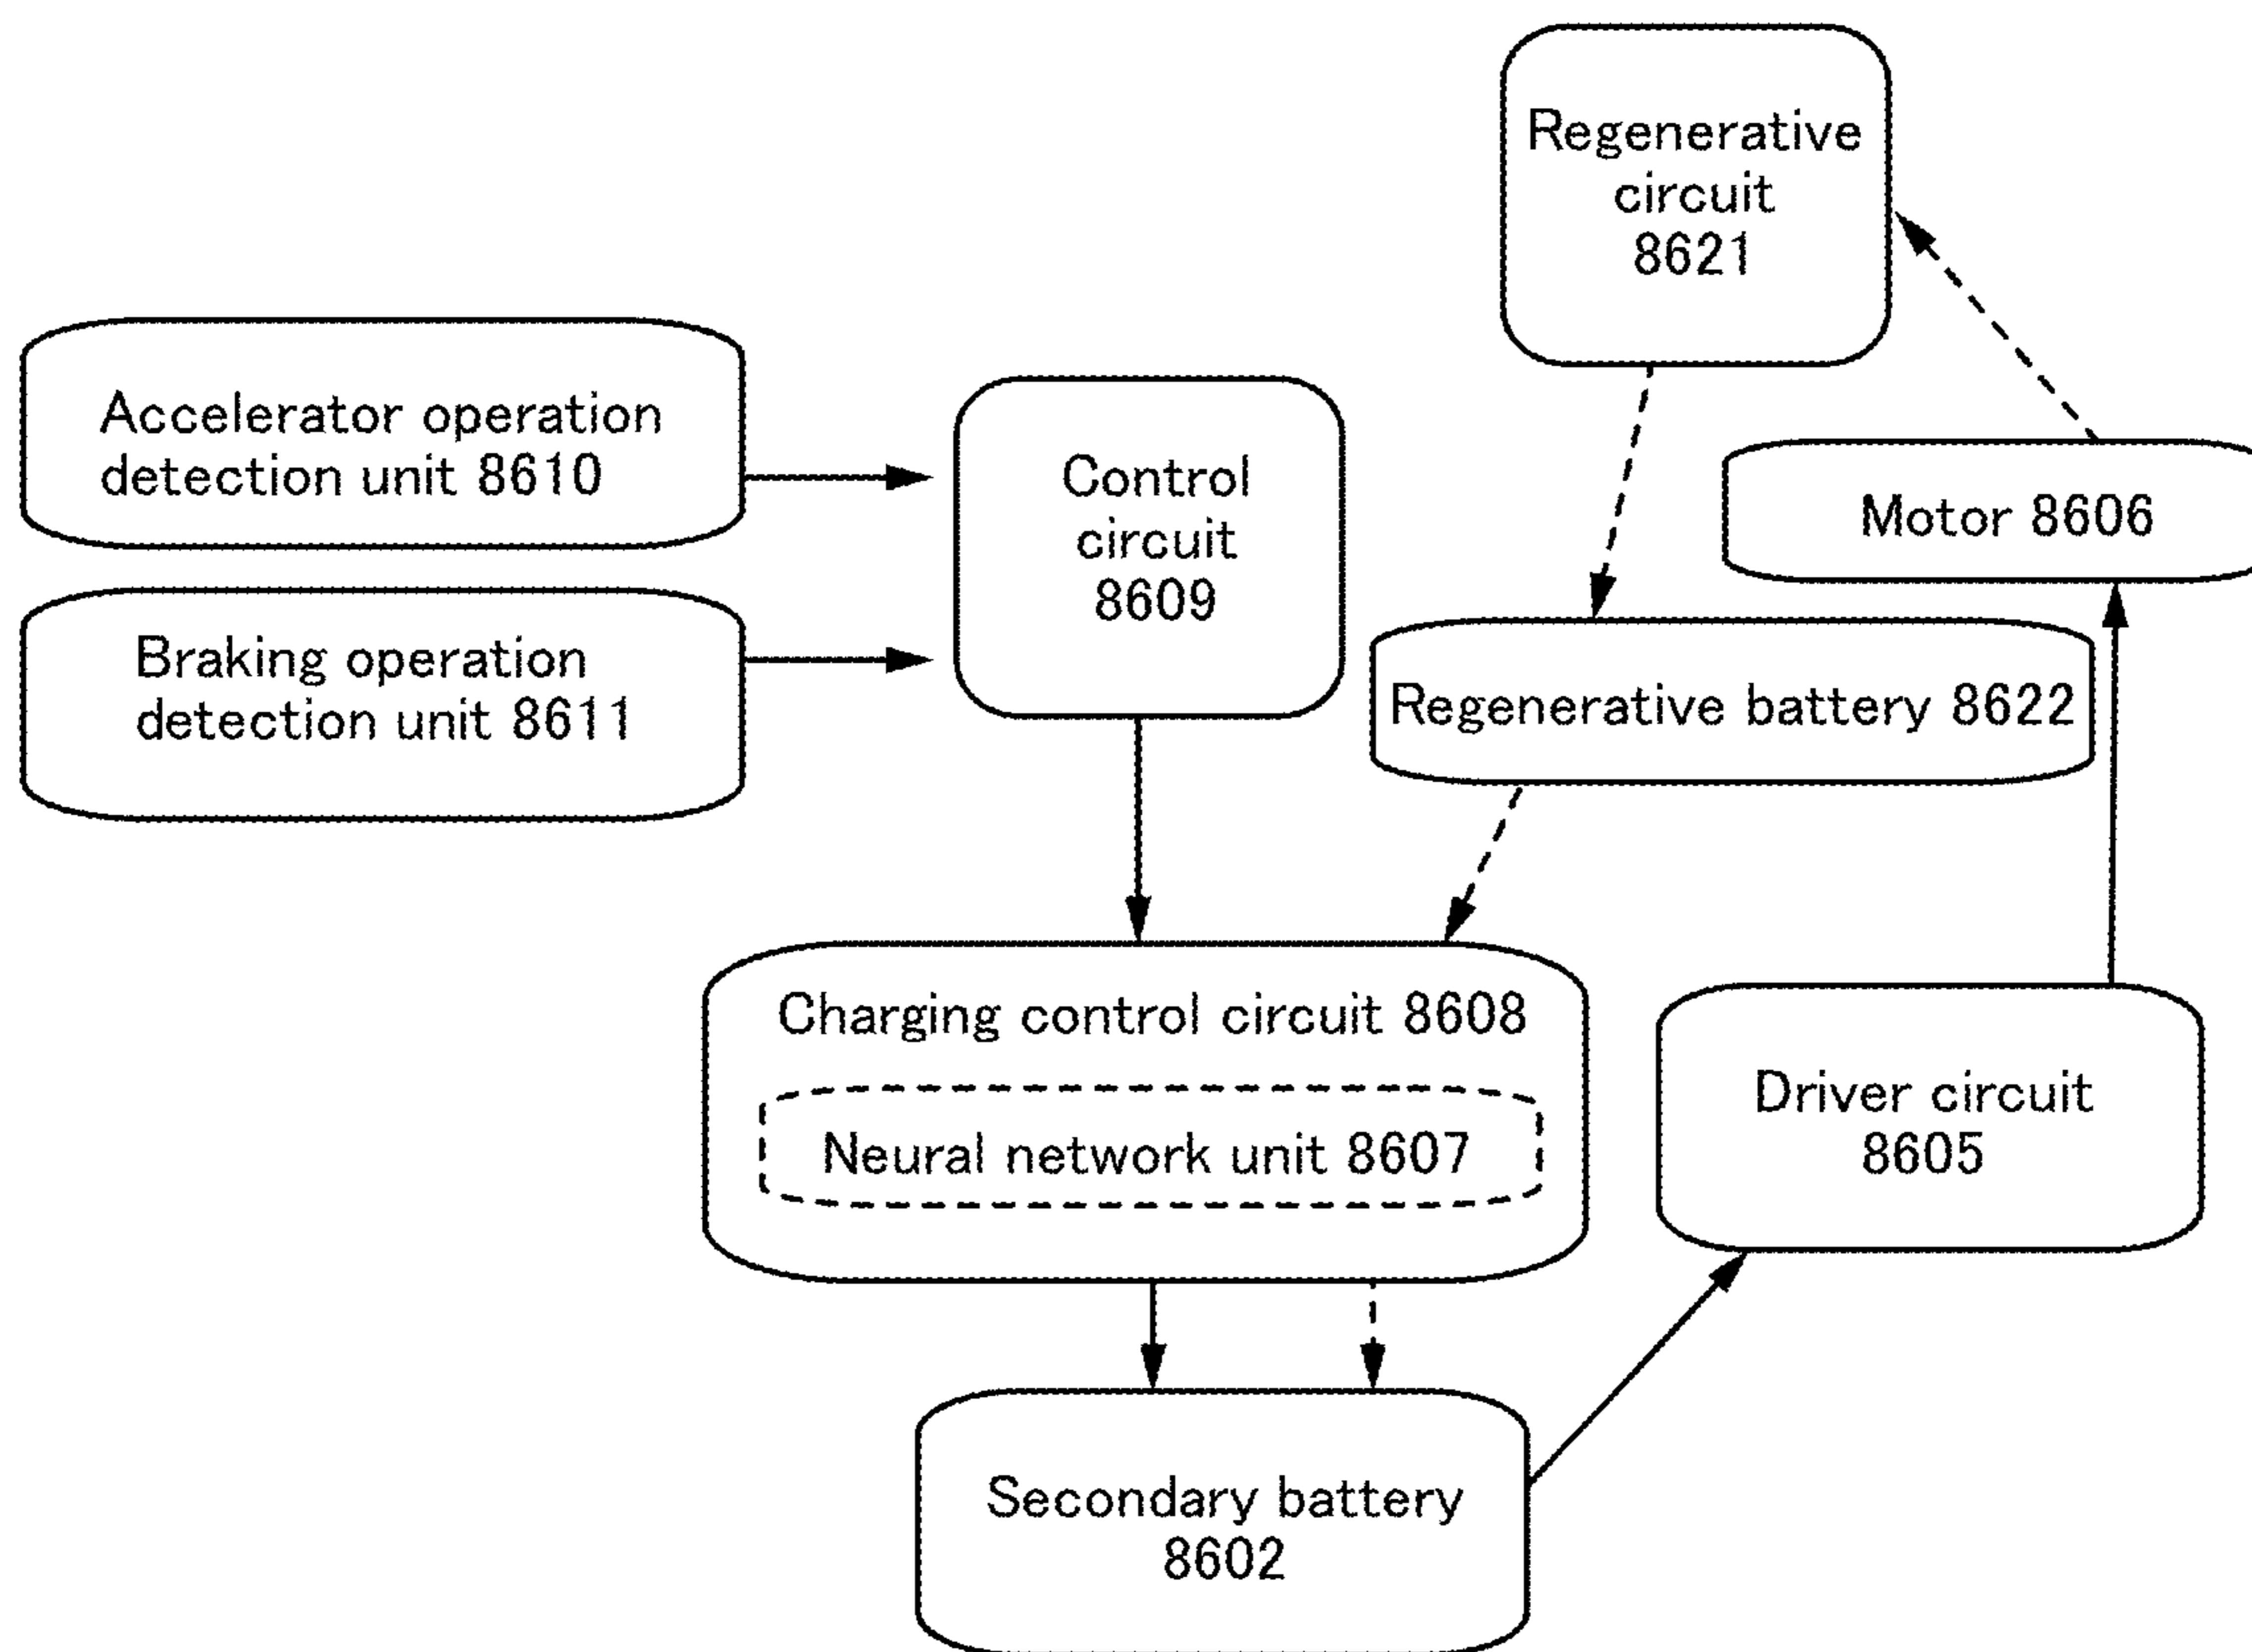 Regenerative
circuit
8621
Accelerator operation
detection unit 8610
Control
circuit
8609
Motor 8606
Braking operation
detection unit 8611
Regenerative battery 8622
Charging control circuit 8608
Neural network unit 8607
Driver circuit
8605
Secondary battery
8602